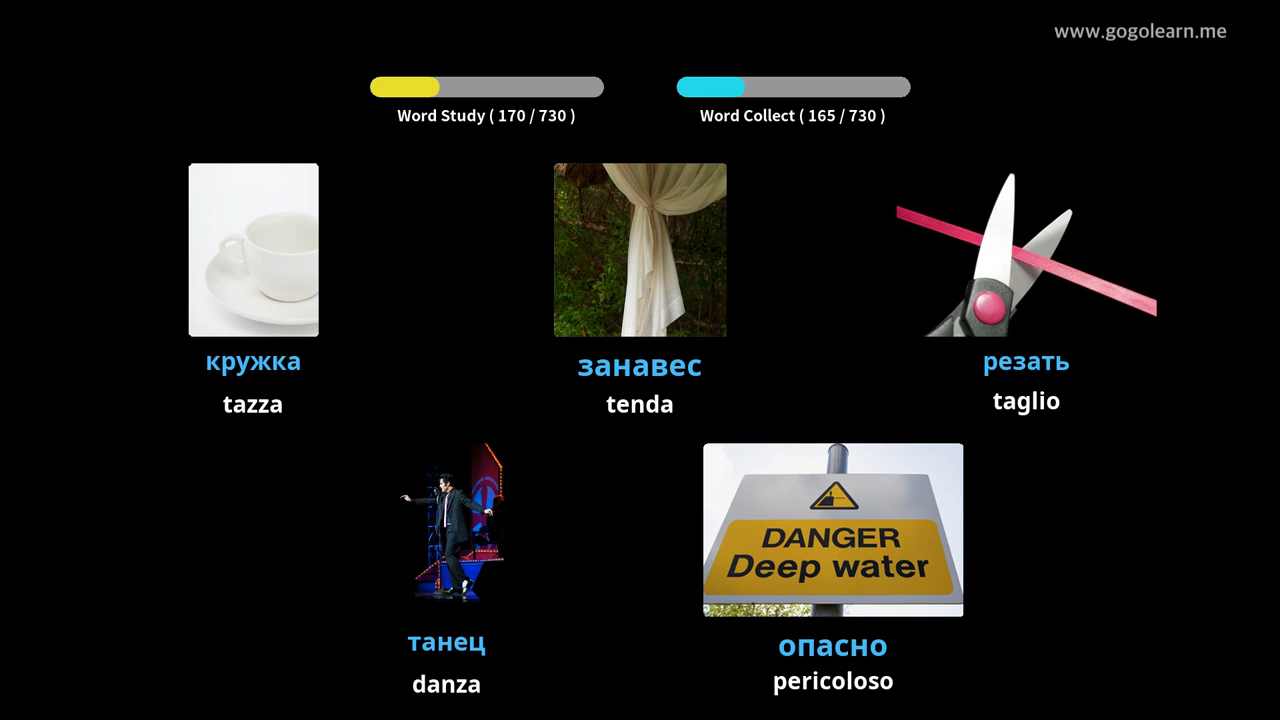 www.gogolearn.me
Word Study ( 170 / 730 )
Word Collect ( 165 / 730 )
кружка
tazza
занавес
tenda
резать
taglio
DANGER
Deep water
танец
danza
опасно
pericoloso